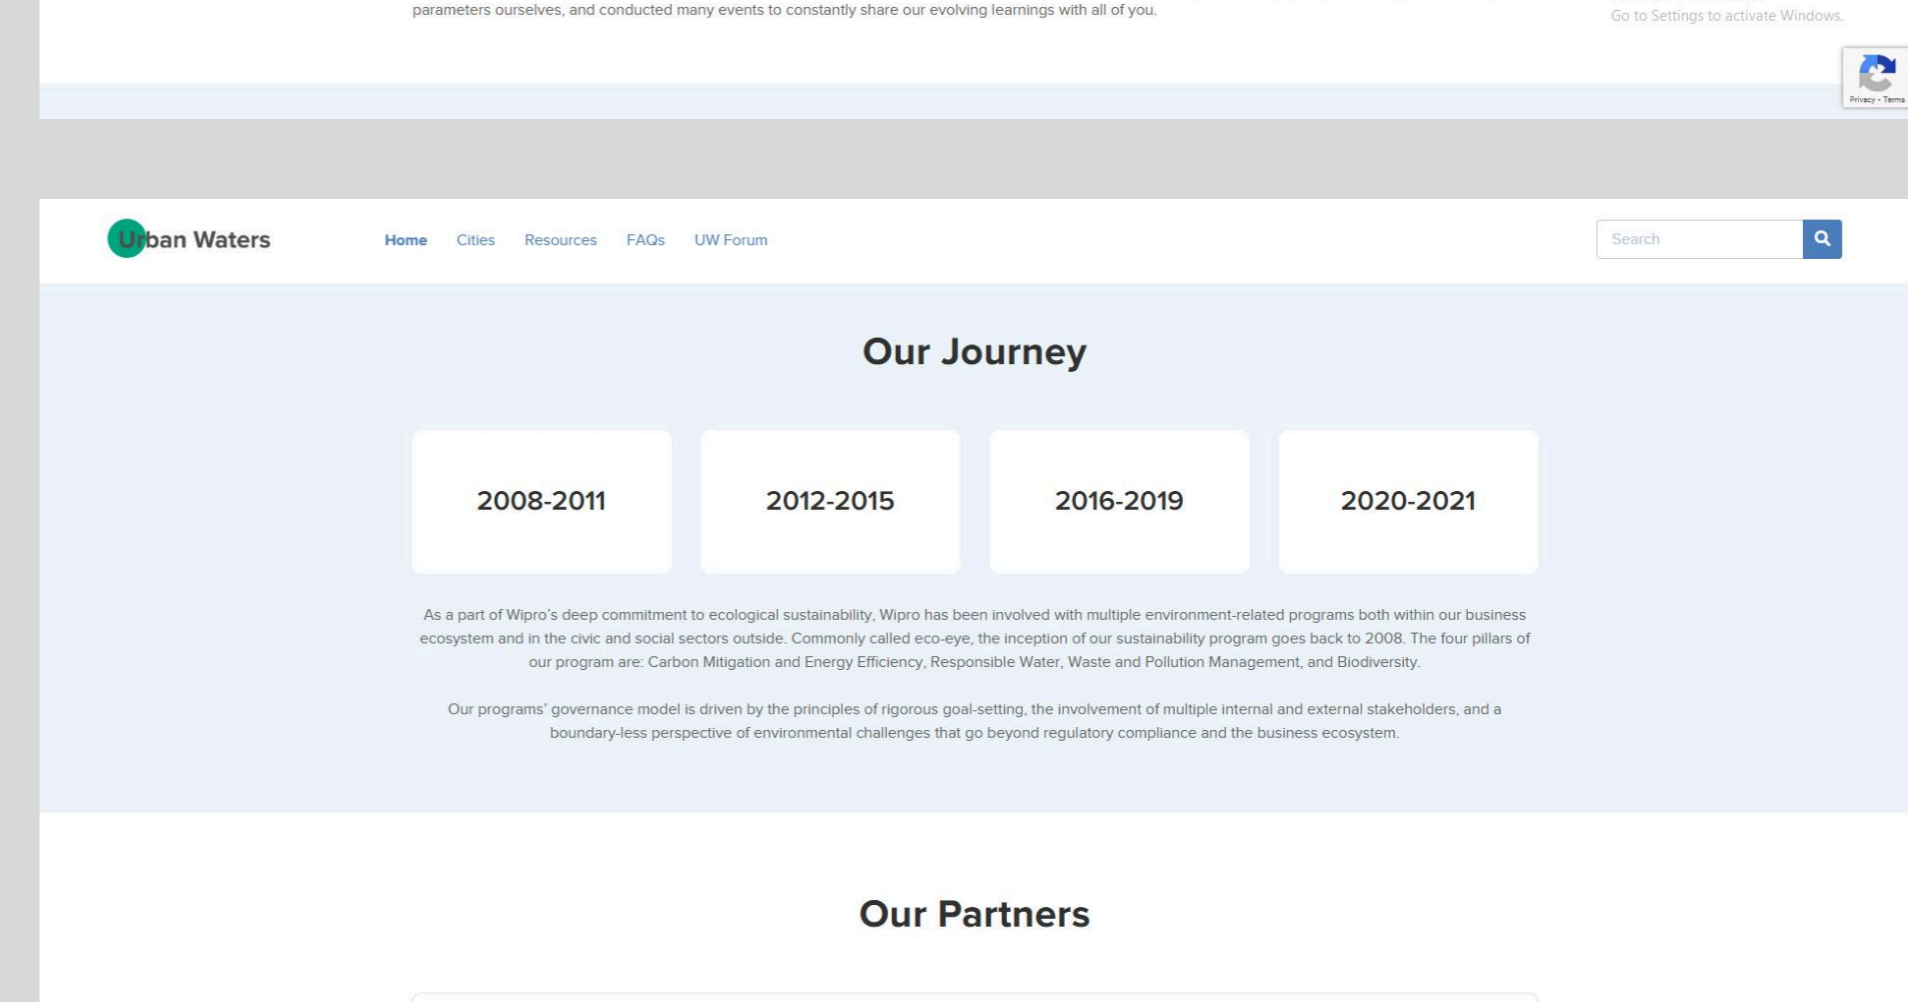 parameters ourselves, and conducted many events to constantly share our evolving learnings with all of you.
Go to Settings to activate Windows.
Privacy - Terms
Urban Waters
Home Cities Resources FAQs UW Forum
Search
Our Journey
2008-2011 2012-2015 2016-2019 2020-2021
As a part of Wipro’s deep commitment to ecological sustainability, Wipro has been involved with multiple environment-related programs both within our business
ecosystem and in the civic and social sectors outside. Commonly called eco-eye, the inception of our sustainability program goes back to 2008. The four pillars of
our program are: Carbon Mitigation and Energy Efficiency, Responsible Water, Waste and Pollution Management, and Biodiversity.
Our programs’ governance model is driven by the principles of rigorous goal-setting, the involvement of multiple internal and external stakeholders, and a
boundary-less perspective of environmental challenges that go beyond regulatory compliance and the business ecosystem.
Our Partners